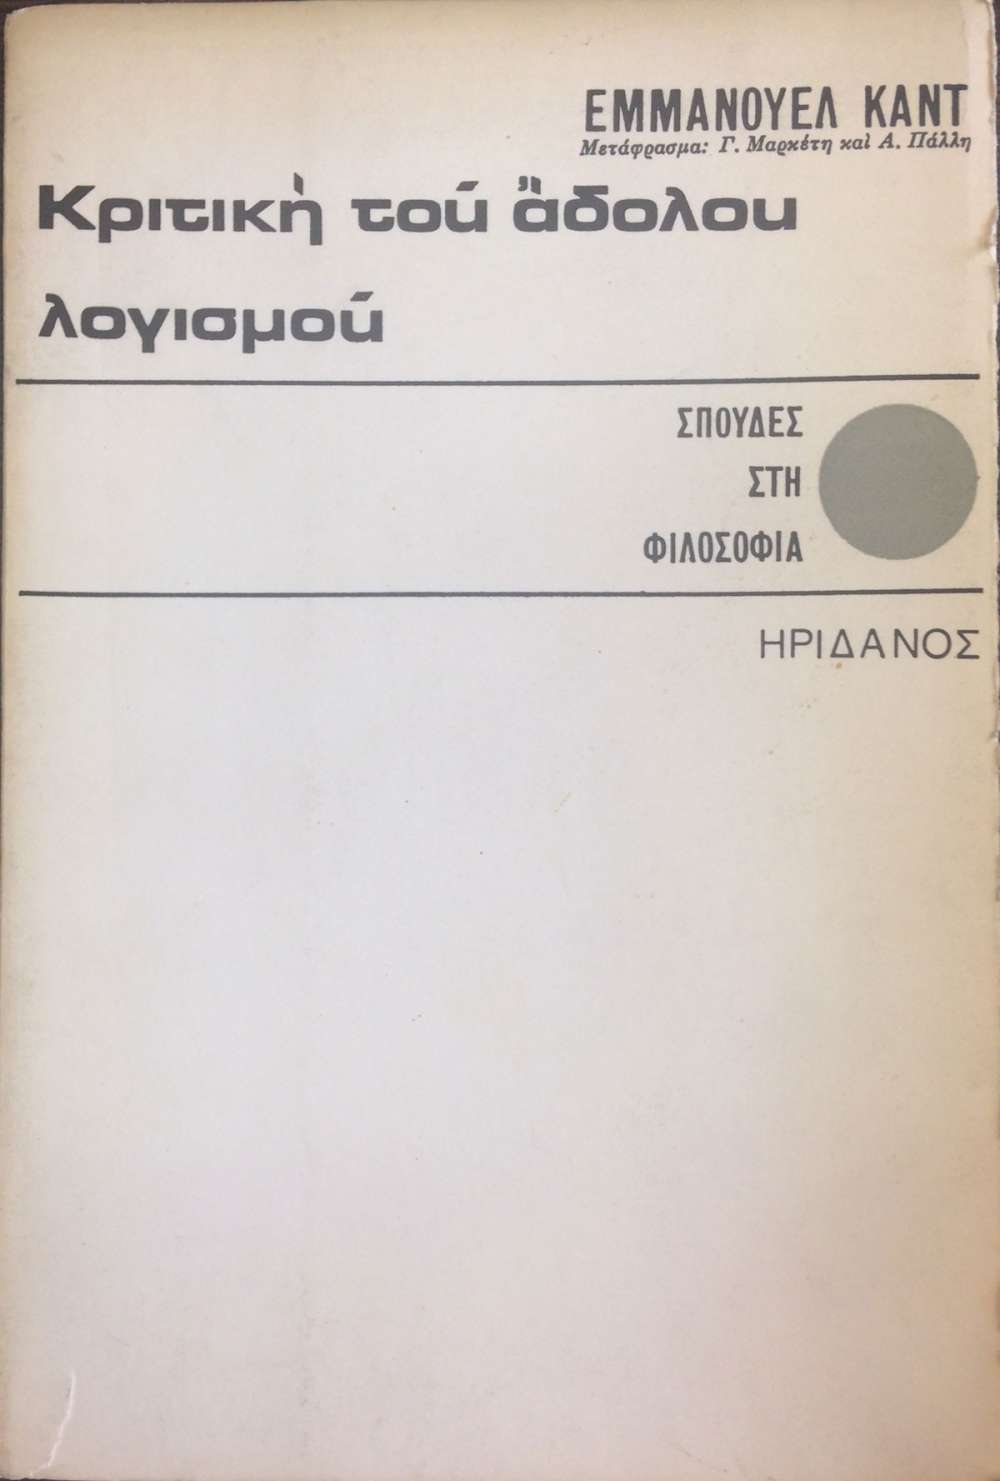 ΕΜΜΑΝΟΥΕΛ ΚΑΝΤ
Μετάφρασμα: Γ. Μαρκέτη καὶ Α. Πάλλη
Κριτικὴ τοῦ ἄδολου
λογισμοῦ
ΣΠΟΥΔΕΣ
ΣΤΗ
ΦΙΛΟΣΟΦΙΑ
ΗΡΙΔΑΝΟΣ